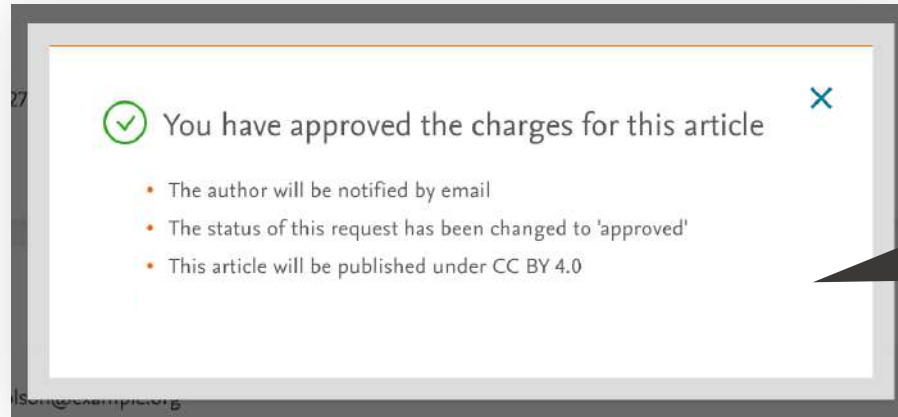 27
You have approved the charges for this article
• The author will be notified by email
• The status of this request has been changed to 'approved'
• This article will be published under CC BY 4.0